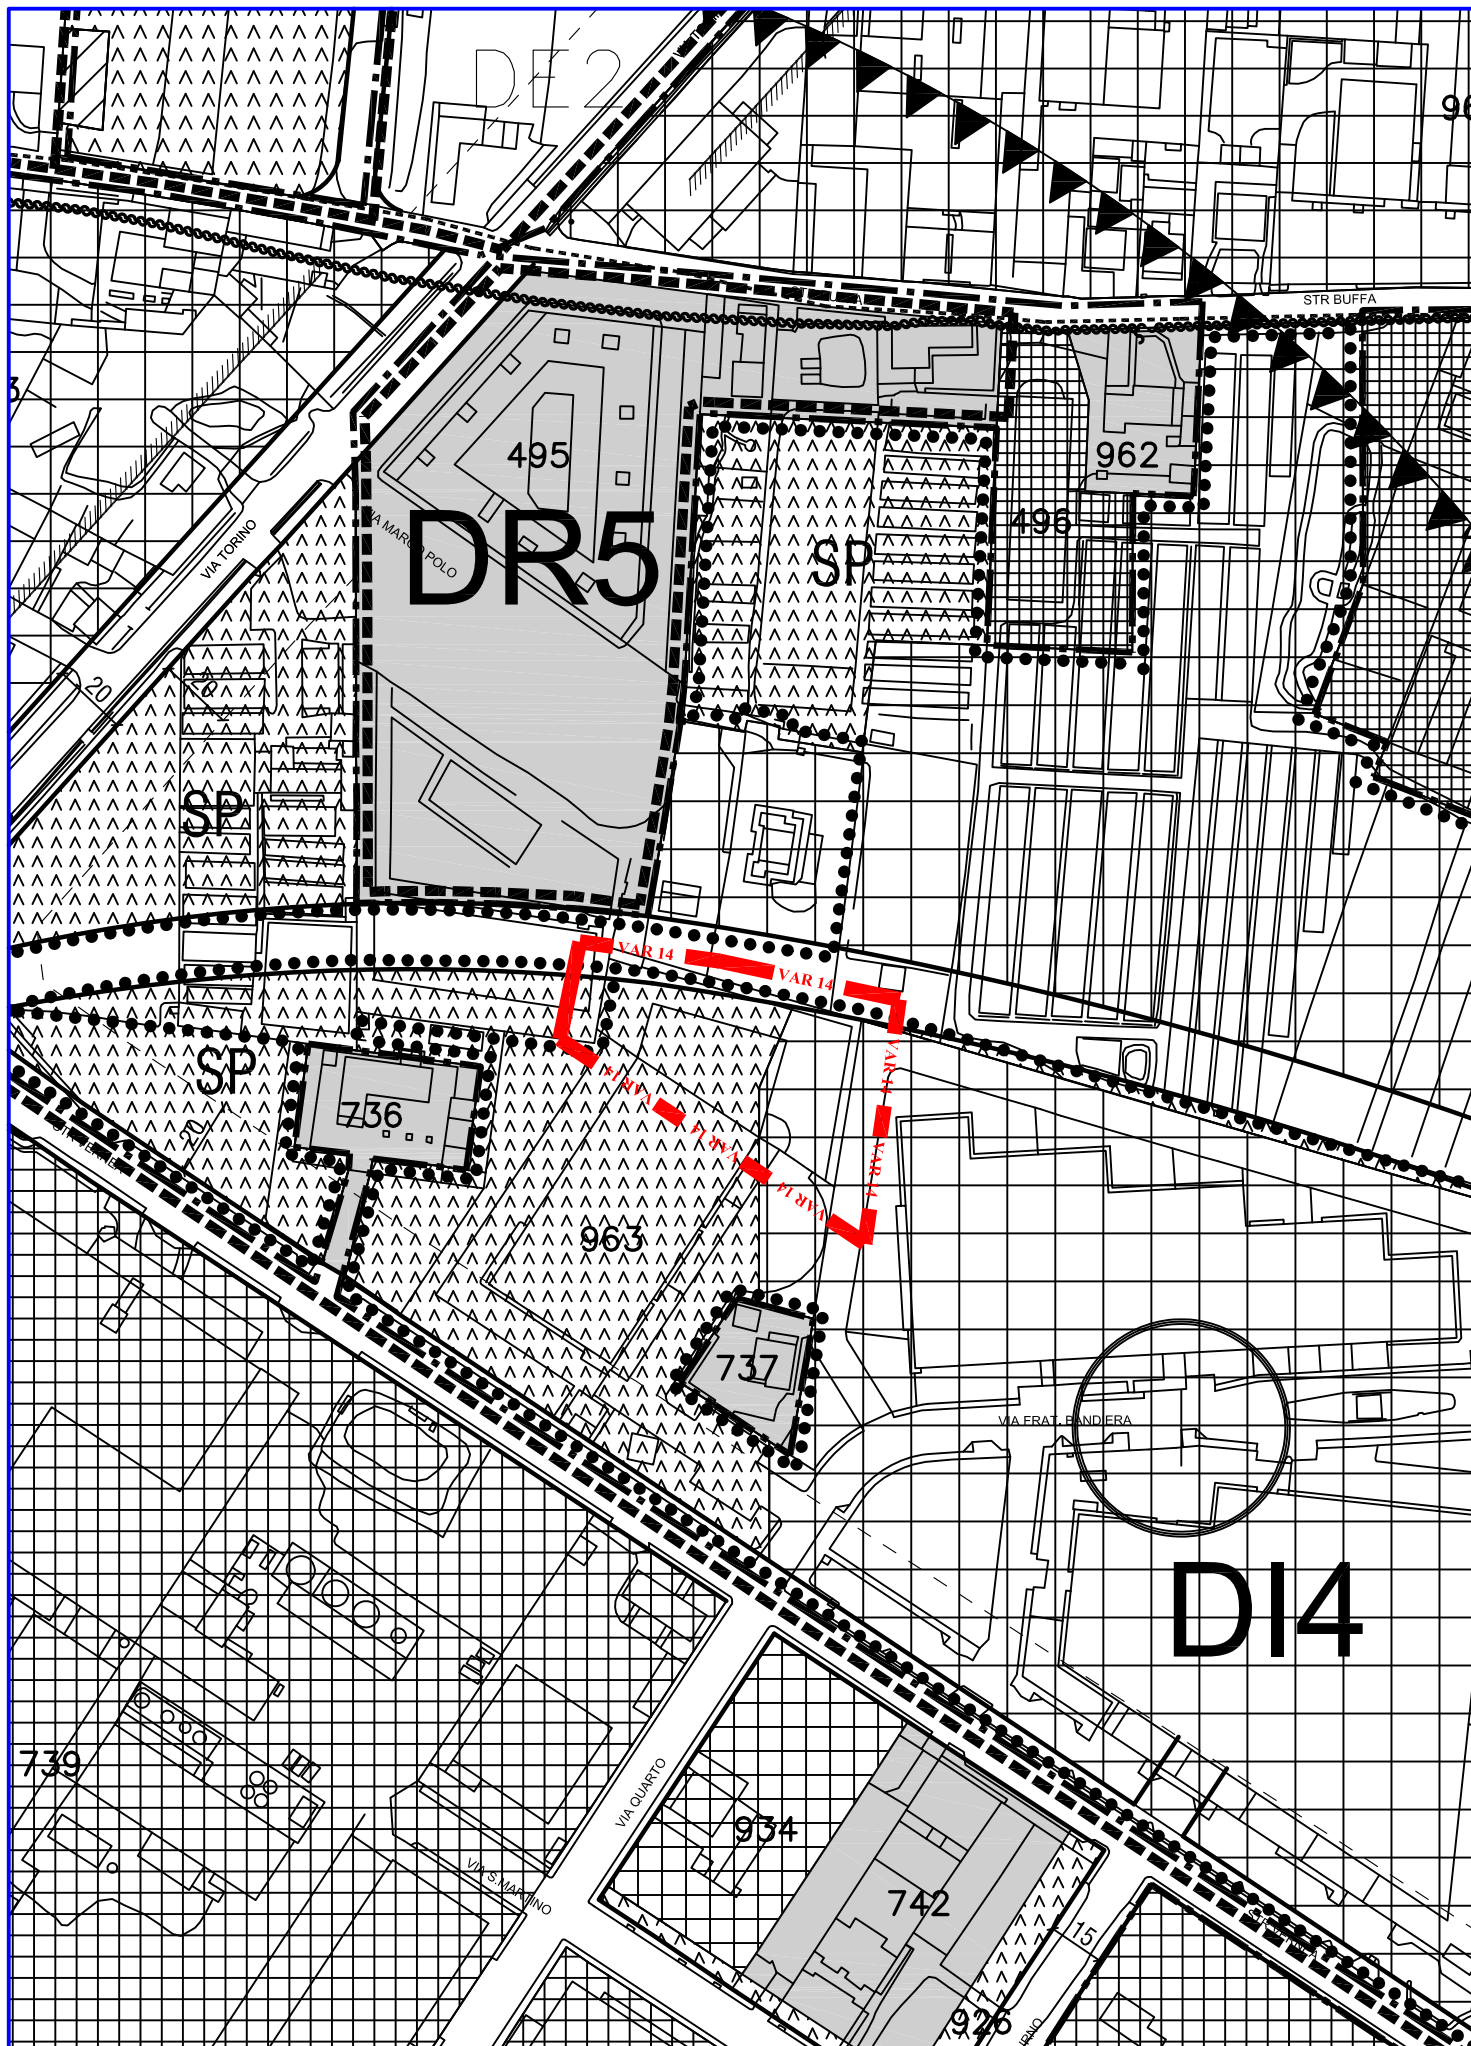 DE2
STR BUFFA
495
962
496
VIA MARCO POLO
DR5
SP
VIA TORINO
20
20
SP
VAR 14
VAR 14
VAR 14
VAR 14
VAR 14
VAR 14
VAR 14
SP
736
20
963
737
VIA FRAT. BANDIERA
DI4
739
VIA QUARTO
934
VIA S.MARTINO
742
15
926